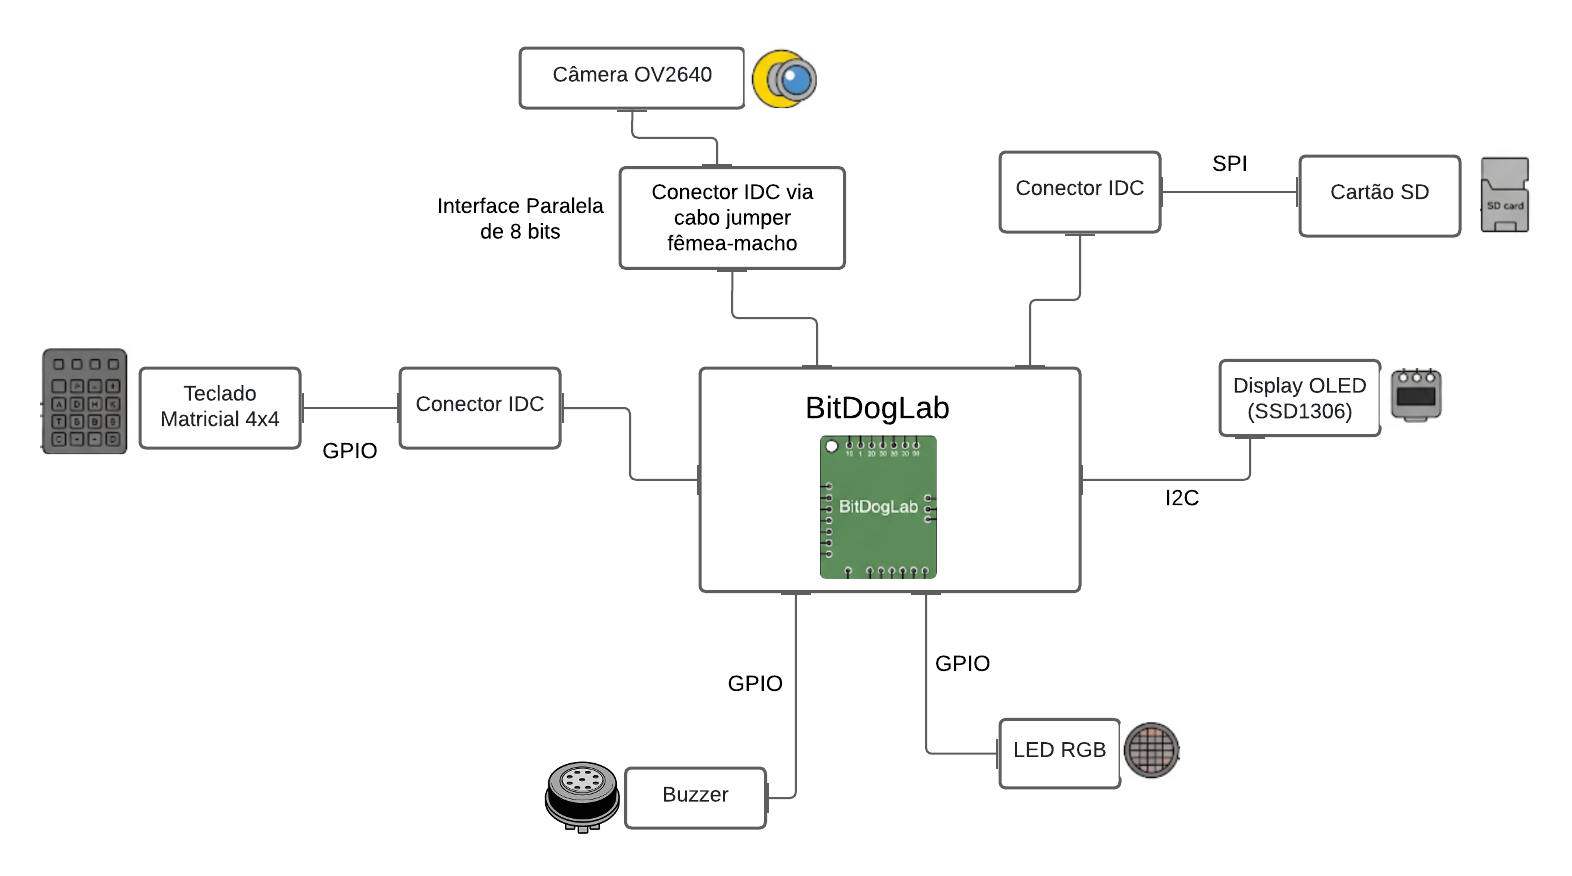 Câmera OV2640
Conector IDC via
cabo jumper
fêmea-macho
Interface Paralela
de 8 bits
Conector IDC
SPI
Cartão SD
SD card
Teclado
Matricial 4x4
GPIO
Conector IDC
BitDogLab
BitDogLab
Display OLED
(SSD1306)
I2C
GPIO
GPIO
LED RGB
Buzzer